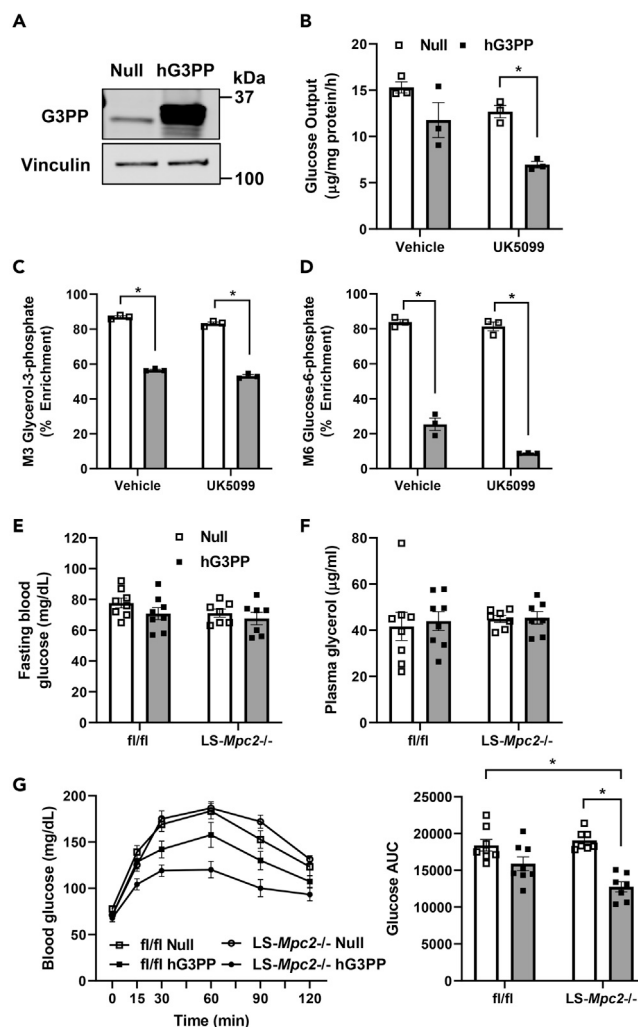 A
Null hG3PP kDa
37
G3PP
Vinculin
100
B
Null hG3PP
*
Glucose Output
(µg/mg protein/h)
20
15
10
5
0
Vehicle UK5099
C
* *
M3 Glycerol-3-phosphate
(% Enrichment)
100
80
60
40
20
0
Vehicle UK5099
D
* *
M6 Glucose-6-phosphate
(% Enrichment)
100
80
60
40
20
0
Vehicle UK5099
E
Null
hG3PP
Fasting blood
glucose (mg/dL)
120
100
80
60
40
20
0
fl/fl LS-Mpc2-/-
F
Plasma glycerol (µg/ml)
80
60
40
20
0
fl/fl LS-Mpc2-/-
G
Blood glucose (mg/dL)
200
150
100
50
0
fl/fl Null LS-Mpc2-/- Null
fl/fl hG3PP LS-Mpc2-/- hG3PP
0 15 30 60 90 120
Time (min)
*
*
Glucose AUC
25000
20000
15000
10000
5000
0
fl/fl LS-Mpc2-/-